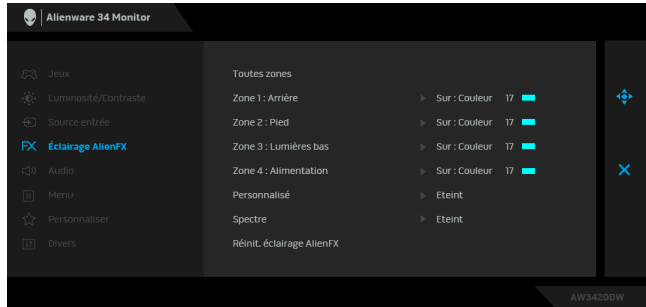 Alienware 34 Monitor
Jeux
Luminosité/Contraste
Source entrée
FX Éclairage AlienFX
Audio
Menu
Personnaliser
Divers
Toutes zones
Zone 1 : Arrière Sur : Couleur 17
Zone 2 : Pied Sur : Couleur 17
Zone 3 : Lumières bas Sur : Couleur 17
Zone 4 : Alimentation Sur : Couleur 17
Personnalisé Eteint
Spectre Eteint
Réinit. éclairage AlienFX
AW3420DW